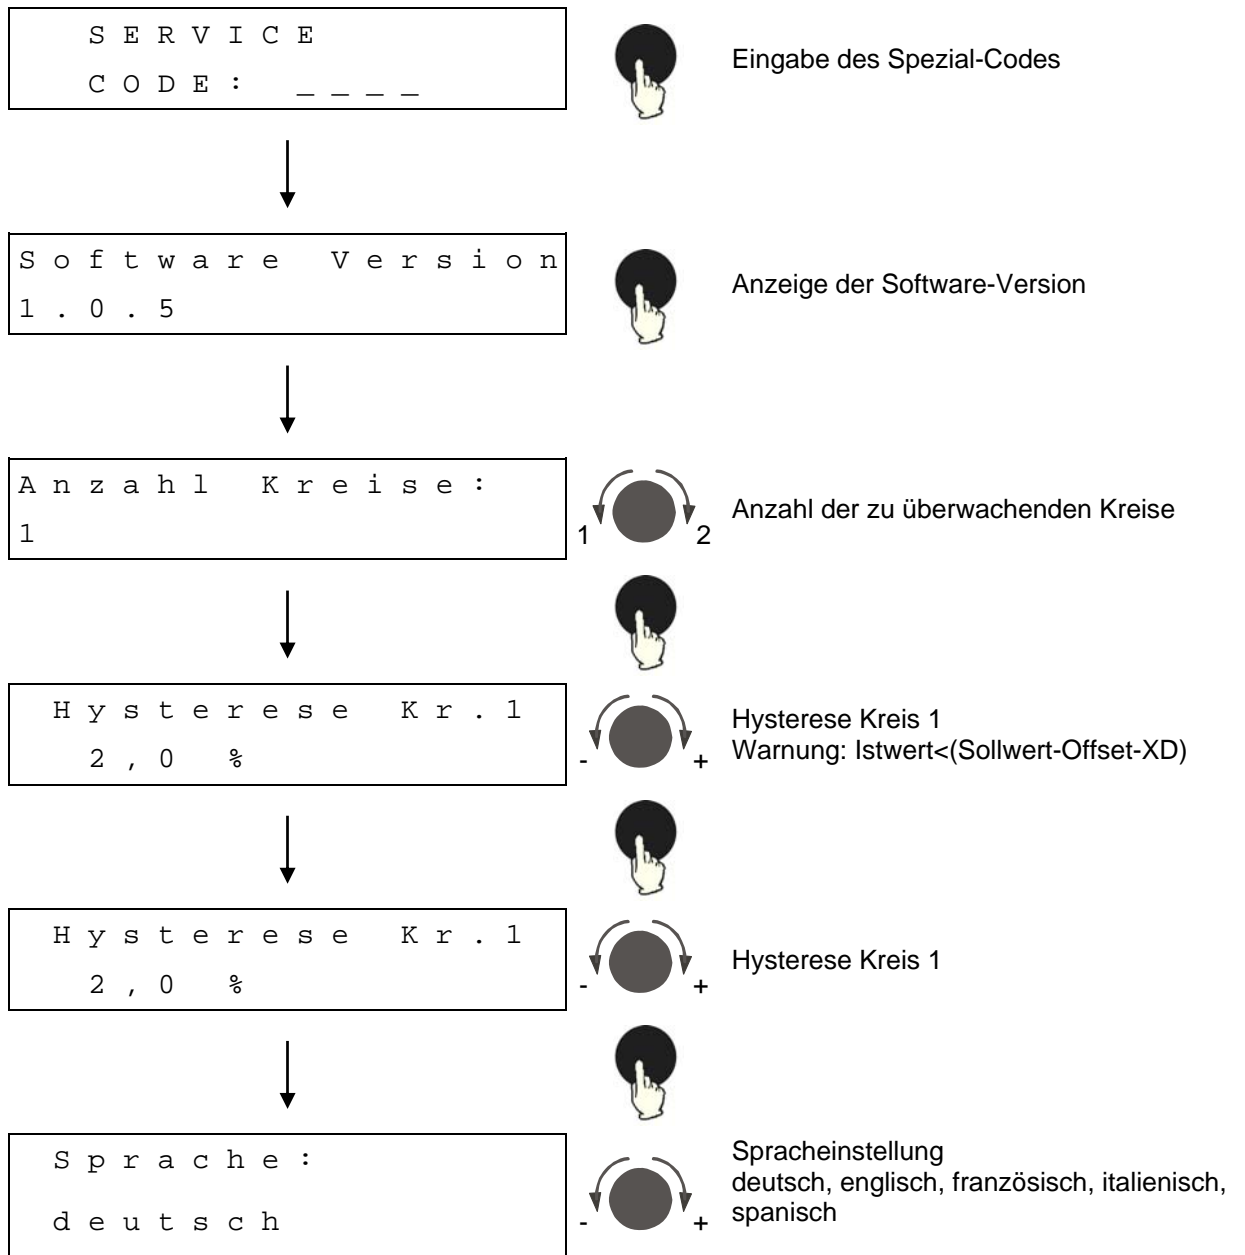 SERVICE
CODE: _ _ _ _
Eingabe des Spezial-Codes
Software Version
1.0.5
Anzeige der Software-Version
Anzahl Kreise:
1
1 2
Anzahl der zu überwachenden Kreise
Hysterese Kr.1
2,0 %
- +
Hysterese Kreis 1
Warnung: Istwert<(Sollwert-Offset-XD)
Hysterese Kr.1
2,0 %
- +
Hysterese Kreis 1
Sprache:
deutsch
- +
Spracheinstellung
deutsch, englisch, französisch, italienisch,
spanisch